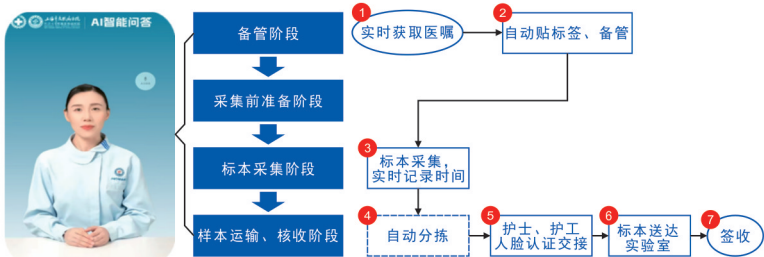 AI智能问答
备管阶段
采集前准备阶段
标本采集阶段
样本运输、核收阶段
1
实时获取医嘱
2
自动贴标签、备管
3
标本采集，
实时记录时间
4
自动分拣
5
护士、护工
人脸认证交接
6
标本送达
实验室
7
签收